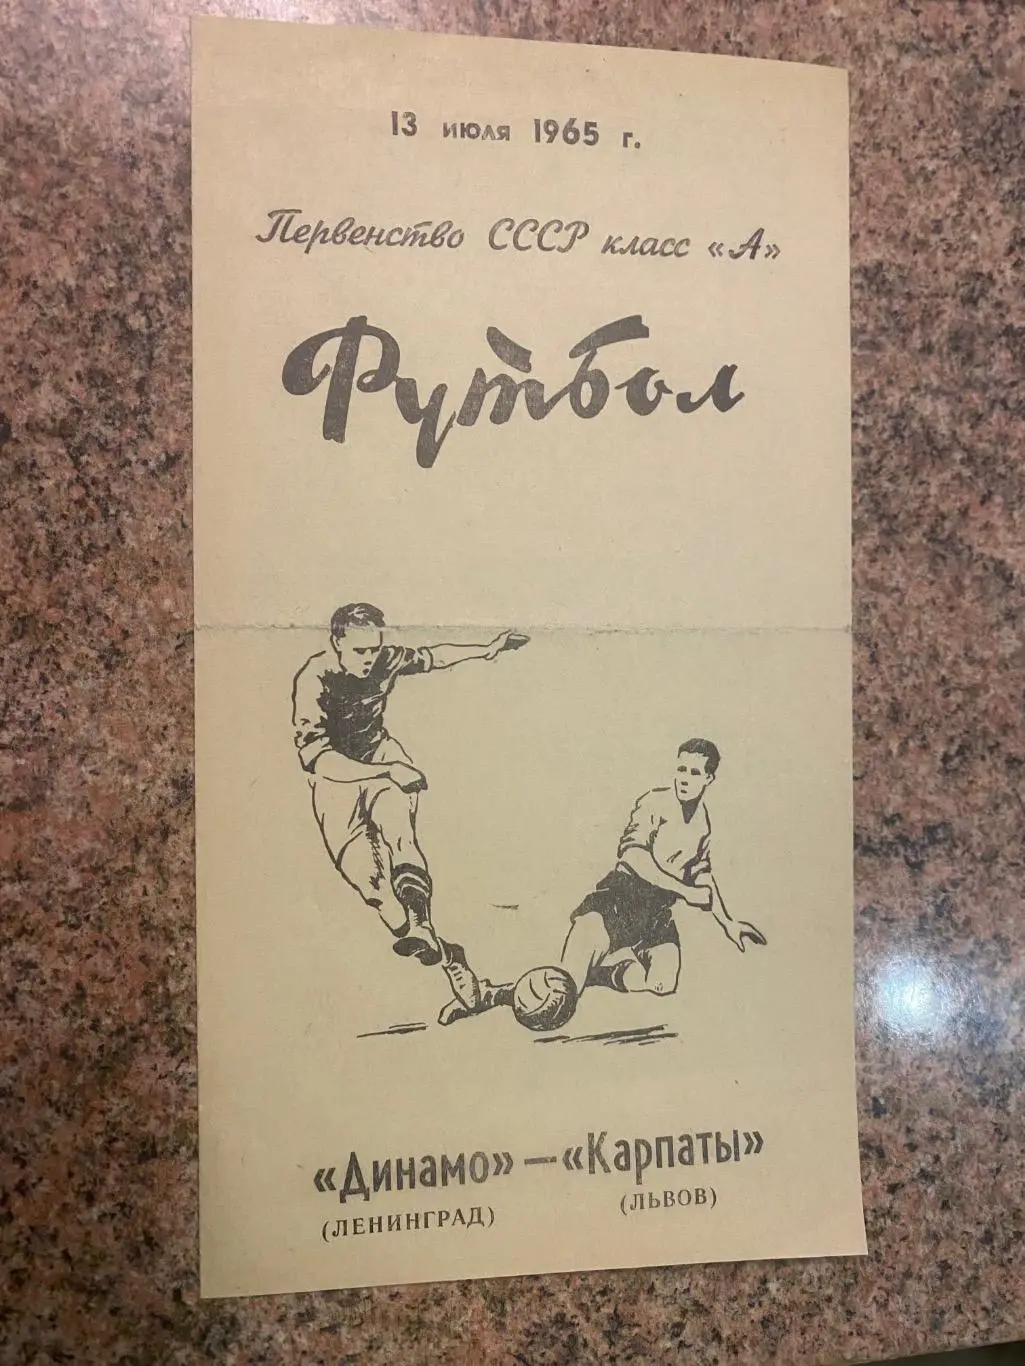 13 июля 1965 г.
Первенство СССР класс «А»
Футбол
«Динамо» — «Карпаты»
(ЛЕНИНГРАД) (ЛЬВОВ)